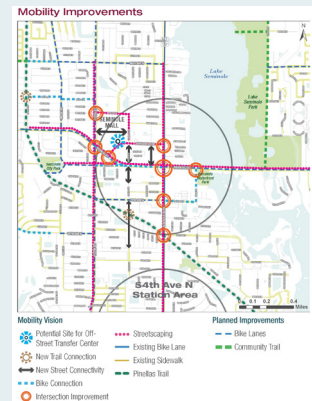 Mobility Improvements
N
Lake
Seminole
Lake
Seminole
Park
SEMINOLE
MALL
54th Ave N
Station Area
0.1 0.2 0.4
Miles
Mobility Vision
Potential Site for Off-
Street Transfer Center
New Trail Connection
New Street Connectivity
Bike Connection
Intersection Improvement
Streetscaping
Existing Bike Lane
Existing Sidewalk
Pinellas Trail
Planned Improvements
Bike Lanes
Community Trail